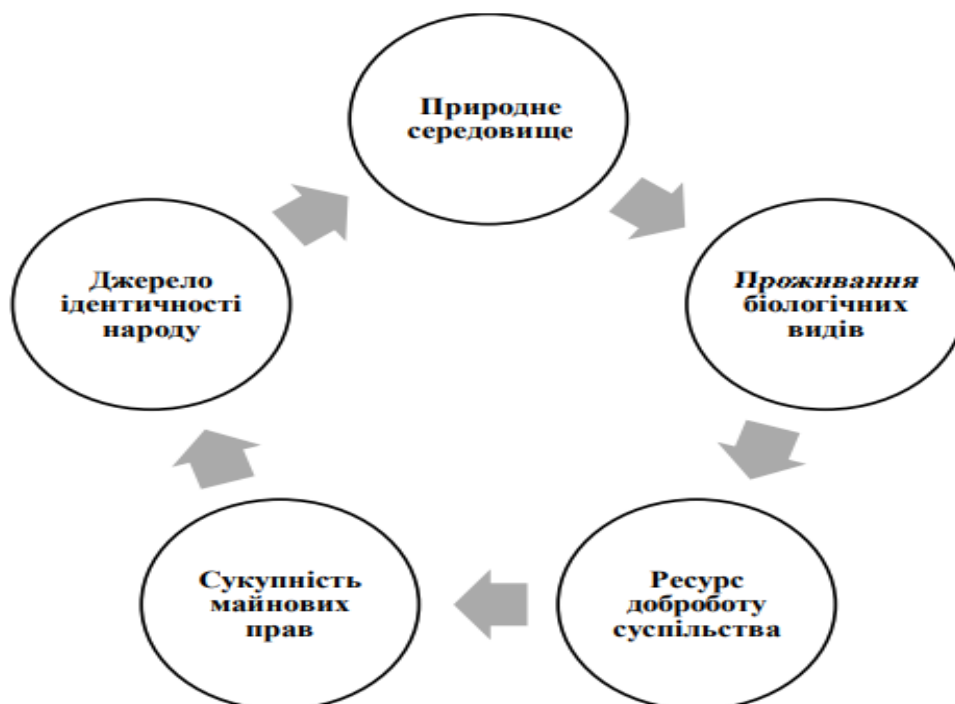 Природне
середовище
Проживання
біологічних
видів
Ресурс
доброботу
суспільства
Сукупність
майнових
прав
Джерело
ідентичності
народу